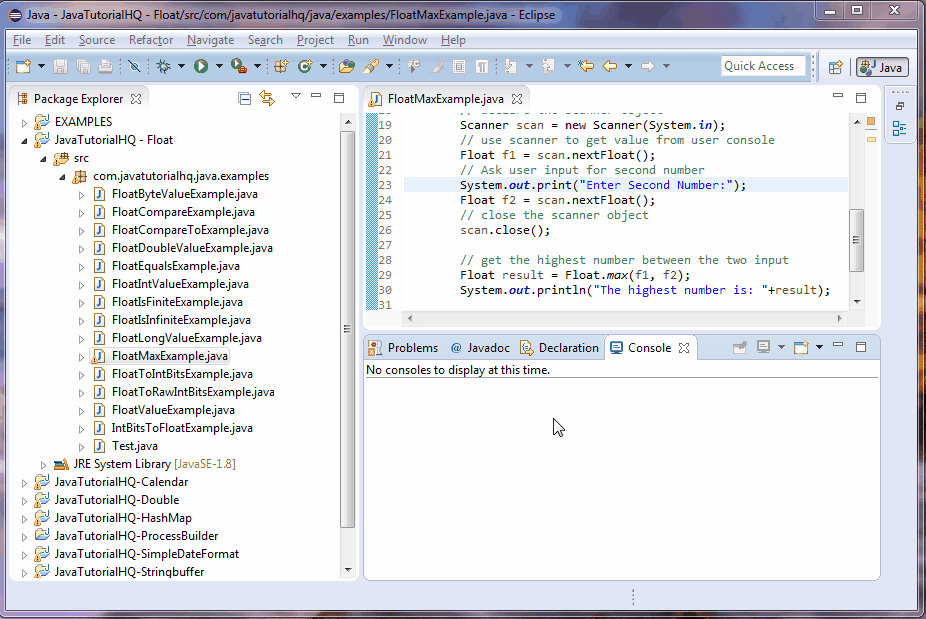 Java - JavaTutorialHQ - Float/src/com/javatutorialhq/java/examples/FloatMaxExample.java - Eclipse
File Edit Source Refactor Navigate Search Project Run Window Help
Quick Access
Java
Package Explorer
EXAMPLES
JavaTutorialHQ - Float
src
com.javatutorialhq.java.examples
FloatByteValueExample.java
FloatCompareExample.java
FloatCompareToExample.java
FloatDoubleValueExample.java
FloatEqualsExample.java
FloatIntValueExample.java
FloatIsFiniteExample.java
FloatIsInfiniteExample.java
FloatLongValueExample.java
FloatMaxExample.java
FloatToIntBitsExample.java
FloatToRawIntBitsExample.java
FloatValueExample.java
IntBitsToFloatExample.java
Test.java
JRE System Library [JavaSE-1.8]
JavaTutorialHQ-Calendar
JavaTutorialHQ-Double
JavaTutorialHQ-HashMap
JavaTutorialHQ-ProcessBuilder
JavaTutorialHQ-SimpleDateFormat
JavaTutorialHQ-Stringbuffer
FloatMaxExample.java
19 Scanner scan = new Scanner(System.in);
20 // use scanner to get value from user console
21 Float f1 = scan.nextFloat();
22 // Ask user input for second number
23 System.out.print("Enter Second Number:");
24 Float f2 = scan.nextFloat();
25 // close the scanner object
26 scan.close();
27
28 // get the highest number between the two input
29 Float result = Float.max(f1, f2);
30 System.out.println("The highest number is: "+result);
31
Problems @ Javadoc Declaration Console
No consoles to display at this time.